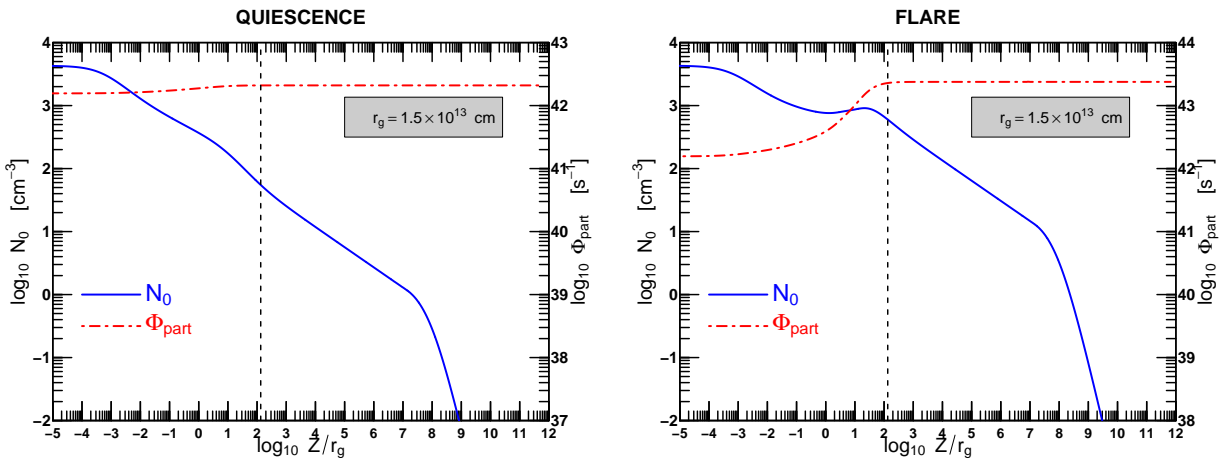 QUIESCENCE
4
3
2
1
0
−1
−2
log10 N0 [cm−3]
43
42
41
40
39
38
37
log10 Φpart [s−1]
rg = 1.5 × 10^13 cm
N0
Φpart
−5 −4 −3 −2 −1 0 1 2 3 4 5 6 7 8 9 10 11 12
log10 Z/rg
FLARE
4
3
2
1
0
−1
−2
log10 N0 [cm−3]
44
43
42
41
40
39
38
log10 Φpart [s−1]
rg = 1.5 × 10^13 cm
N0
Φpart
−5 −4 −3 −2 −1 0 1 2 3 4 5 6 7 8 9 10 11 12
log10 Z/rg